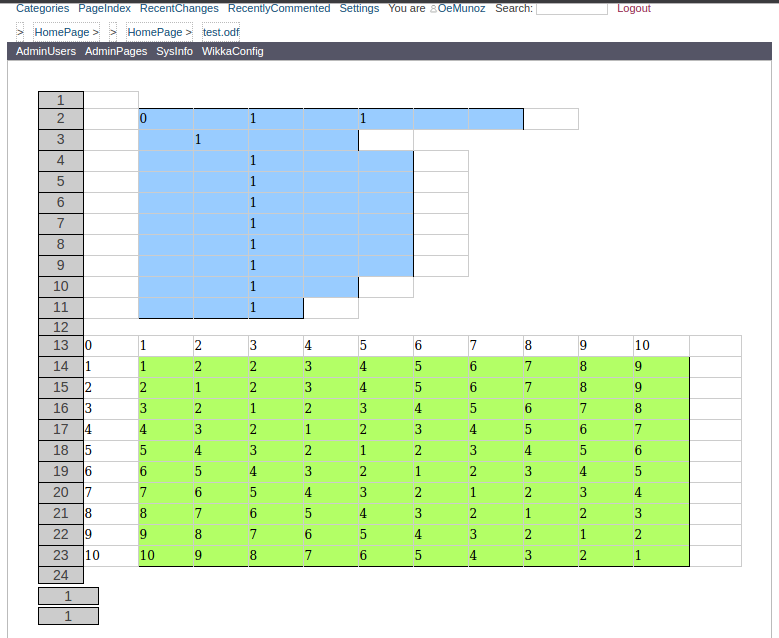 Categories PageIndex RecentChanges RecentlyCommented Settings You are OeMunoz Search: Logout
> HomePage > > HomePage > test.odf
AdminUsers AdminPages SysInfo WikkaConfig
1
2 0 1 1
3 1
4 1
5 1
6 1
7 1
8 1
9 1
10 1
11 1
12
13 0 1 2 3 4 5 6 7 8 9 10
14 1 1 2 2 3 4 5 6 7 8 9
15 2 2 1 2 3 4 5 6 7 8 9
16 3 3 2 1 2 3 4 5 6 7 8
17 4 4 3 2 1 2 3 4 5 6 7
18 5 5 4 3 2 1 2 3 4 5 6
19 6 6 5 4 3 2 1 2 3 4 5
20 7 7 6 5 4 3 2 1 2 3 4
21 8 8 7 6 5 4 3 2 1 2 3
22 9 9 8 7 6 5 4 3 2 1 2
23 10 10 9 8 7 6 5 4 3 2 1
24
1
1